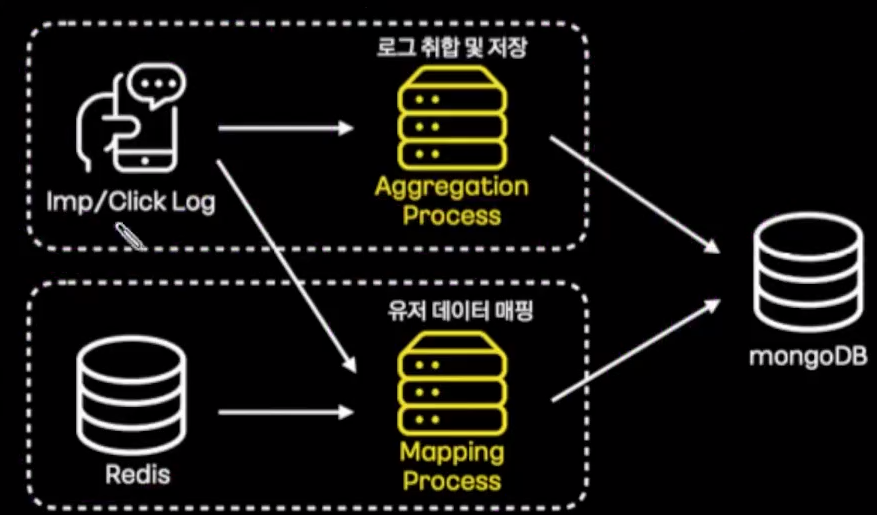 로그 취합 및 저장
Imp/Click Log
Aggregation
Process
유저 데이터 매핑
Redis
Mapping
Process
mongoDB